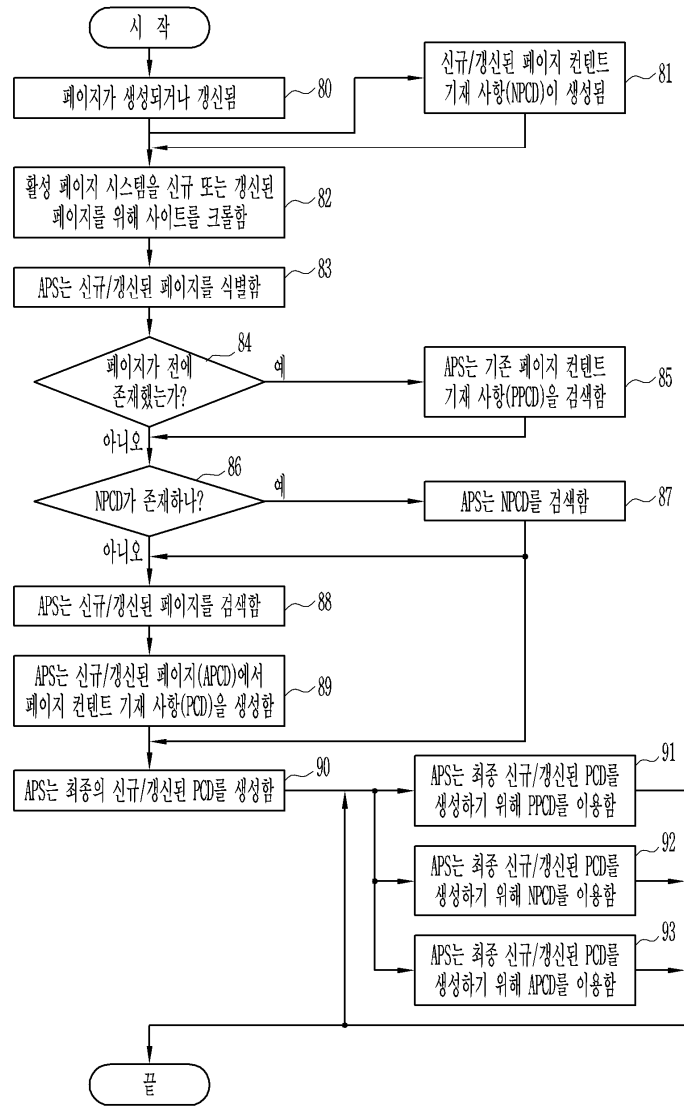 시 작
페이지가 생성되거나 갱신됨
80
신규/갱신된 페이지 컨텐트
기재 사항(NPCD)이 생성됨
81
활성 페이지 시스템을 신규 또는 갱신된
페이지를 위해 사이트를 크롤함
82
APS는 신규/갱신된 페이지를 식별함
83
페이지가 전에
존재했는가?
84
예
아니오
APS는 기존 페이지 컨텐트
기재 사항(PPCD)을 검색함
85
NPCD가 존재하나?
86
예
아니오
APS는 NPCD를 검색함
87
APS는 신규/갱신된 페이지를 검색함
88
APS는 신규/갱신된 페이지(APCD)에서
페이지 컨텐트 기재 사항(PCD)을 생성함
89
APS는 최종의 신규/갱신된 PCD를 생성함
90
APS는 최종 신규/갱신된 PCD를
생성하기 위해 PPCD를 이용함
91
APS는 최종 신규/갱신된 PCD를
생성하기 위해 NPCD를 이용함
92
APS는 최종 신규/갱신된 PCD를
생성하기 위해 APCD를 이용함
93
끝